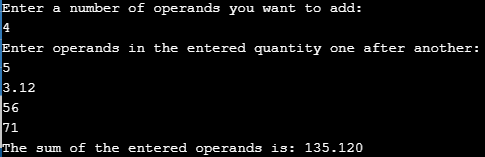 Enter a number of operands you want to add:
4
Enter operands in the entered quantity one after another:
5
3.12
56
71
The sum of the entered operands is: 135.120